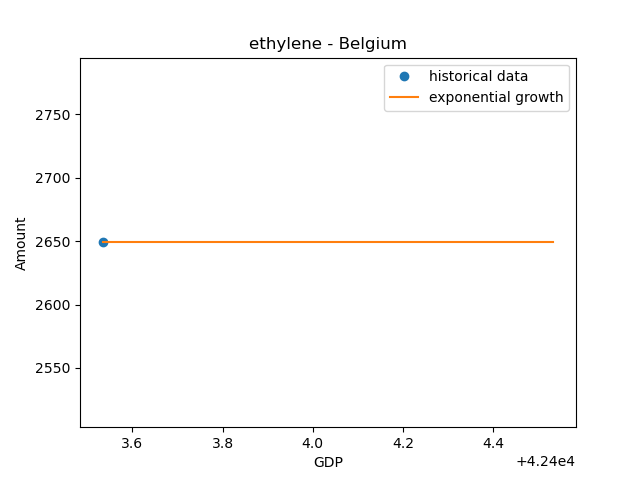 ethylene - Belgium
historical data
exponential growth
2750
2700
2650
2600
2550
Amount
3.6 3.8 4.0 4.2 4.4
+4.24e4
GDP